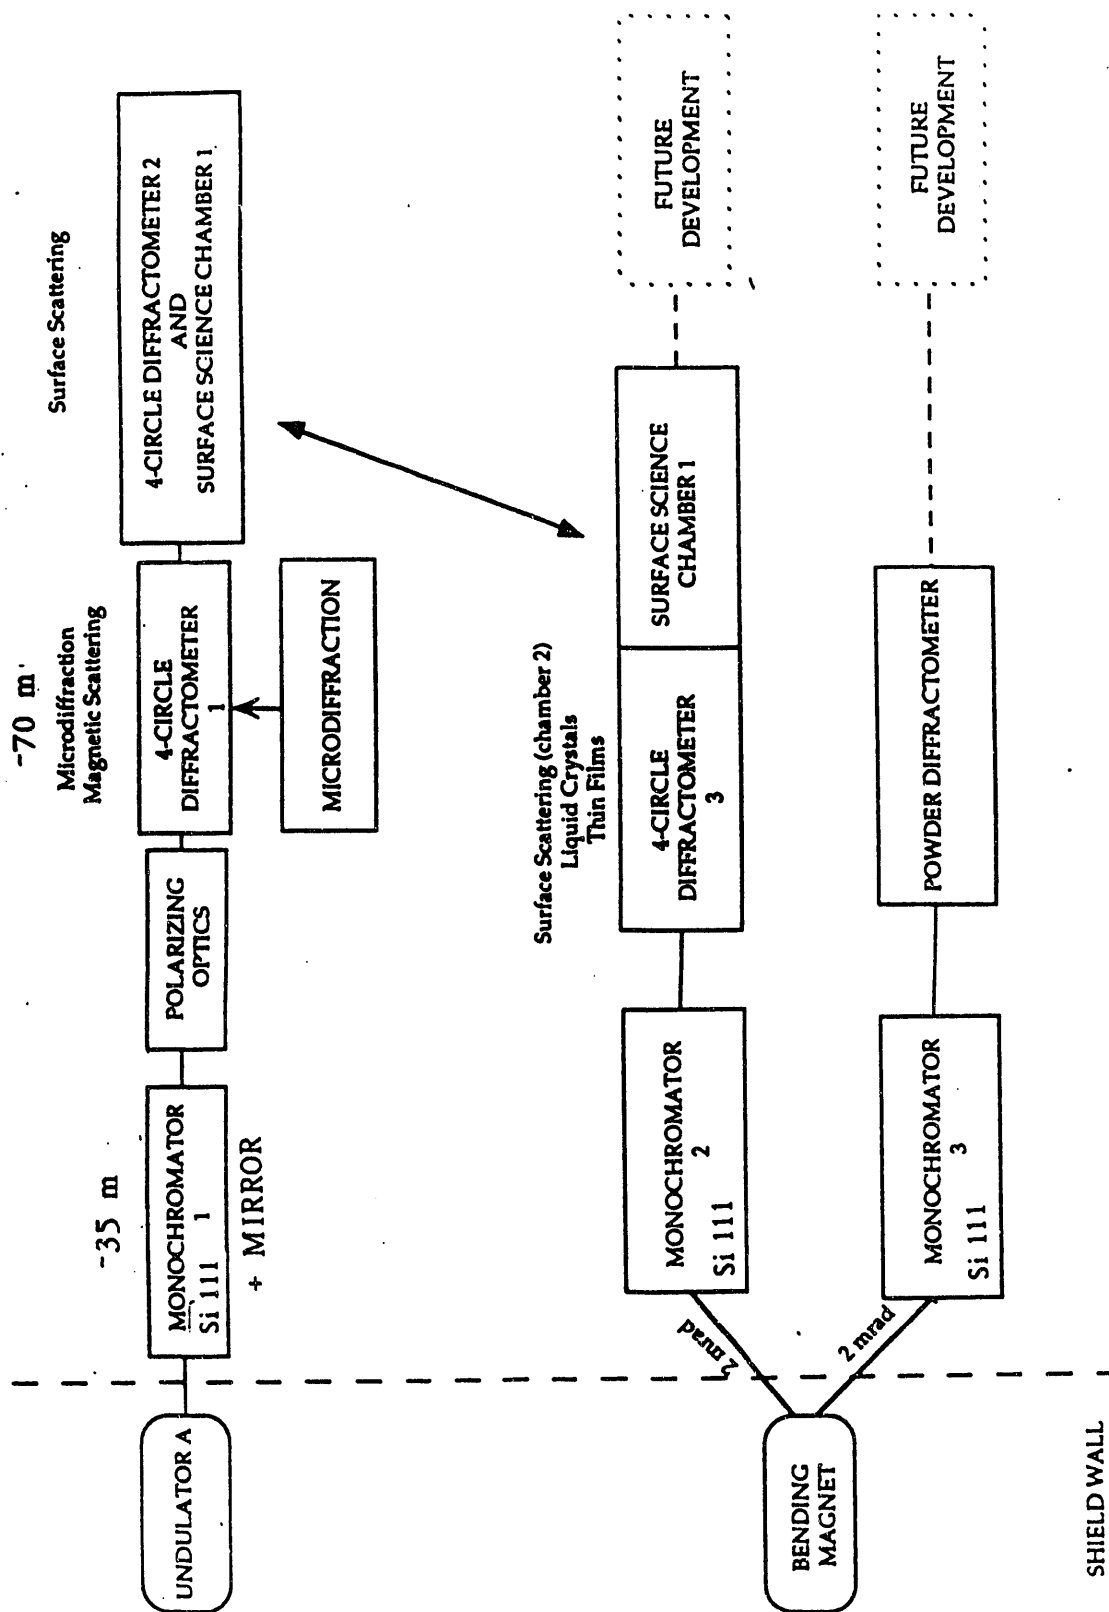 ~35 m
~70 m
Microdiffraction
Magnetic Scattering
Surface Scattering
UNDULATOR A
MONOCHROMATOR
1
Si 111
+ MIRROR
POLARIZING
OPTICS
4-CIRCLE
DIFFRACTOMETER
1
MICRODIFFRACTION
4-CIRCLE DIFFRACTOMETER 2
AND
SURFACE SCIENCE CHAMBER 1
Surface Scattering (chamber 2)
Liquid Crystals
Thin Films
BENDING
MAGNET
2 mrad
MONOCHROMATOR
2
Si 111
4-CIRCLE
DIFFRACTOMETER
3
SURFACE SCIENCE
CHAMBER 1
FUTURE
DEVELOPMENT
2 mrad
MONOCHROMATOR
3
Si 111
POWDER DIFFRACTOMETER
FUTURE
DEVELOPMENT
SHIELD WALL